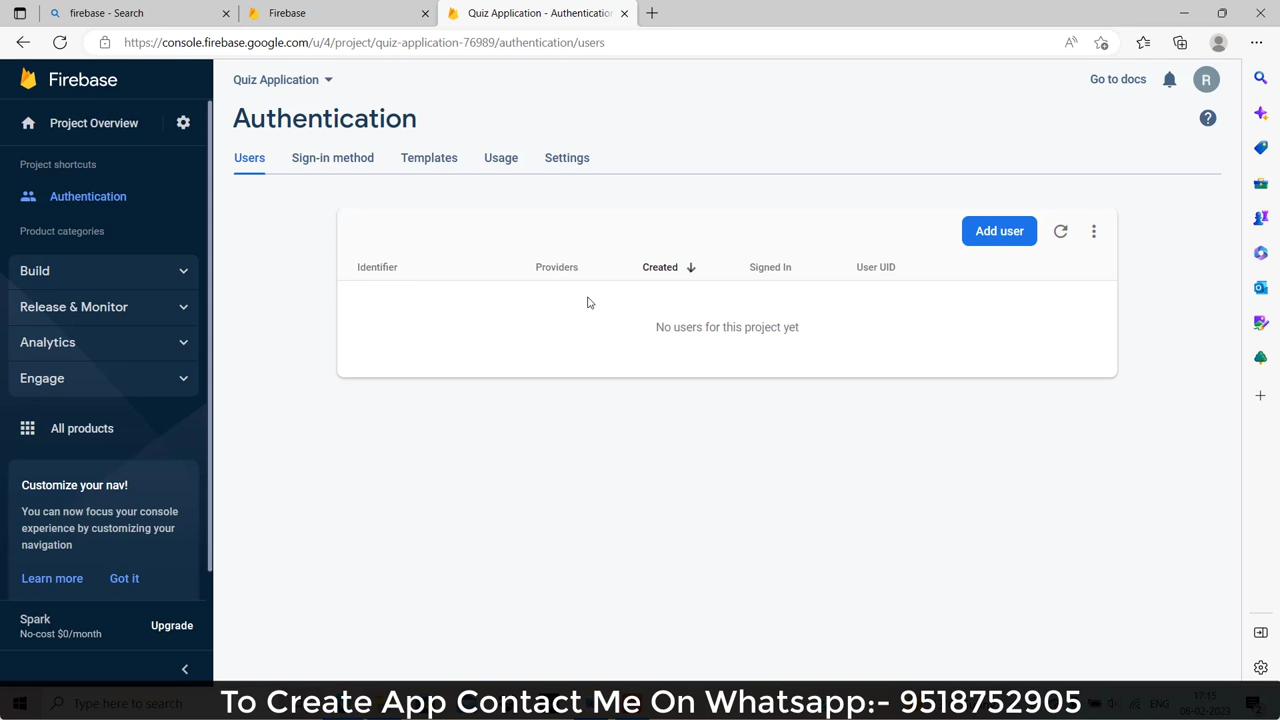 firebase - Search
Firebase
Quiz Application - Authentication
https://console.firebase.google.com/u/4/project/quiz-application-76989/authentication/users
Firebase
Quiz Application
Go to docs
R
Project Overview
Authentication
Users
Sign-in method
Templates
Usage
Settings
Project shortcuts
Authentication
Product categories
Build
Release & Monitor
Analytics
Engage
All products
Add user
Identifier
Providers
Created
Signed In
User UID
No users for this project yet
Customize your nav!
You can now focus your console
experience by customizing your
navigation
Learn more
Got it
Spark
No-cost $0/month
Upgrade
Type here to search
To Create App Contact Me On Whatsapp:- 9518752905
ENG
17:15
06-02-2023